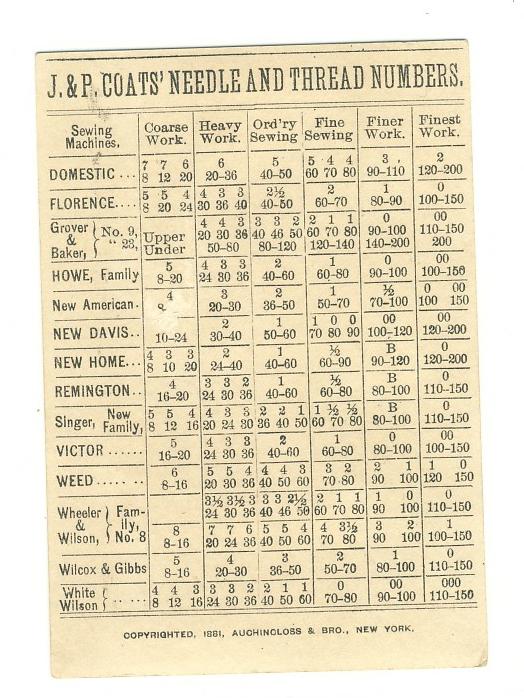 J. & P. COATS' NEEDLE AND THREAD NUMBERS.
Sewing Machines. Coarse Work. Heavy Work. Ord'ry Sewing Fine Sewing Finer Work. Finest Work.
7 7 6 6 5 5 4 4 3 2
DOMESTIC ... 8 12 20 20–36 40–50 60 70 80 90–110 120–200
5 5 4 4 3 3 2½ 2 1 0
FLORENCE.... 8 20 24 30 36 40 40–50 60–70 80–90 100–150
Grover & Baker, { No. 9, " 23, Upper Under
4 4 3 3 3 2 2 1 1 0 00
20 30 36 40 46 50 60 70 80 90–100 110–150
50–80 80–120 120–140 140–200 200
5 4 3 3 2 1 0 00
HOWE, Family 8–20 24 30 36 40–60 60–80 90–100 100–150
4 3 2 1 ½ 0 00
New American. 20–30 36–50 50–70 70–100 100 150
2 1 1 0 0 00 00
NEW DAVIS.. 10–24 30–40 50–60 70 80 90 100–120 120–200
4 3 3 2 1 ½ B 0
NEW HOME... 8 10 20 24–40 40–60 60–90 90–120 120–200
4 3 3 2 1 ½ B 0
REMINGTON.. 16–20 24 30 36 40–60 60–80 80–100 110–150
5 5 4 4 3 3 2 2 1 1 ½ ½ B 0
Singer, New Family, 8 12 16 20 24 30 36 40 50 60 70 80 80–100 110–150
5 4 3 3 2 1 0 00
VICTOR ...... 16–20 24 30 36 40–60 60–80 80–100 100–150
6 5 5 4 4 4 3 3 2 2 1 1 0
WEED..... .. 8–16 20 24 36 40 50 60 70 80 90 100 120 150
Wheeler & Wilson, } Family, No. 8
3½ 3½ 3 3 3 2½ 2 1 1 1 0 0
24 30 36 40 46 50 60 70 80 90 100 110–150
8 7 7 6 5 5 4 4 3½ 3 2 1
8–16 20 24 36 40 50 60 70 80 90 100 190–150
5 4 3 2 1 0
Wilcox & Gibbs 8–16 20–30 36–50 50–70 80–100 110–150
4 4 3 3 3 2 2 1 1 0 00 000
White Wilson { .. ... 8 12 16 24 30 36 40 50 60 70–80 90–100 110–150
COPYRIGHTED, 1881, AUCHINCLOSS & BRO., NEW YORK.